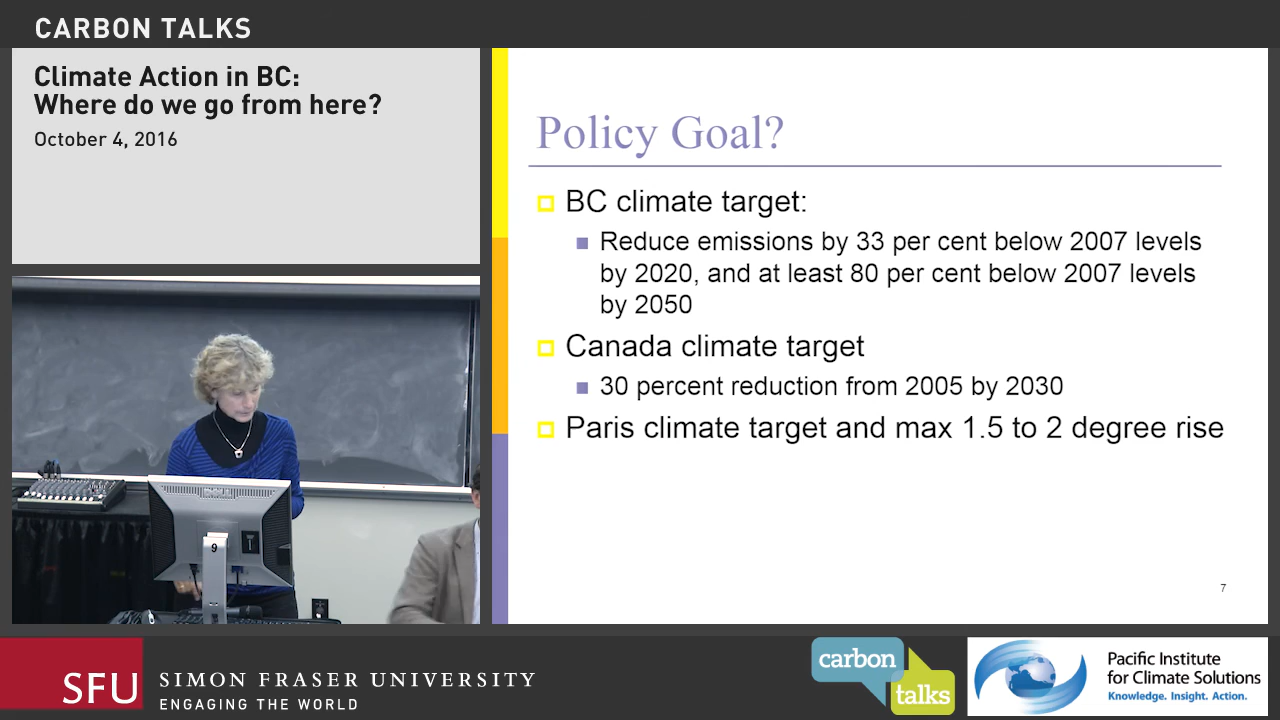 CARBON TALKS
Climate Action in BC:
Where do we go from here?
October 4, 2016
Policy Goal?
BC climate target:
Reduce emissions by 33 per cent below 2007 levels
by 2020, and at least 80 per cent below 2007 levels
by 2050
Canada climate target
30 percent reduction from 2005 by 2030
Paris climate target and max 1.5 to 2 degree rise
7
9
SFU
SIMON FRASER UNIVERSITY
ENGAGING THE WORLD
carbon
talks
Pacific Institute
for Climate Solutions
Knowledge. Insight. Action.